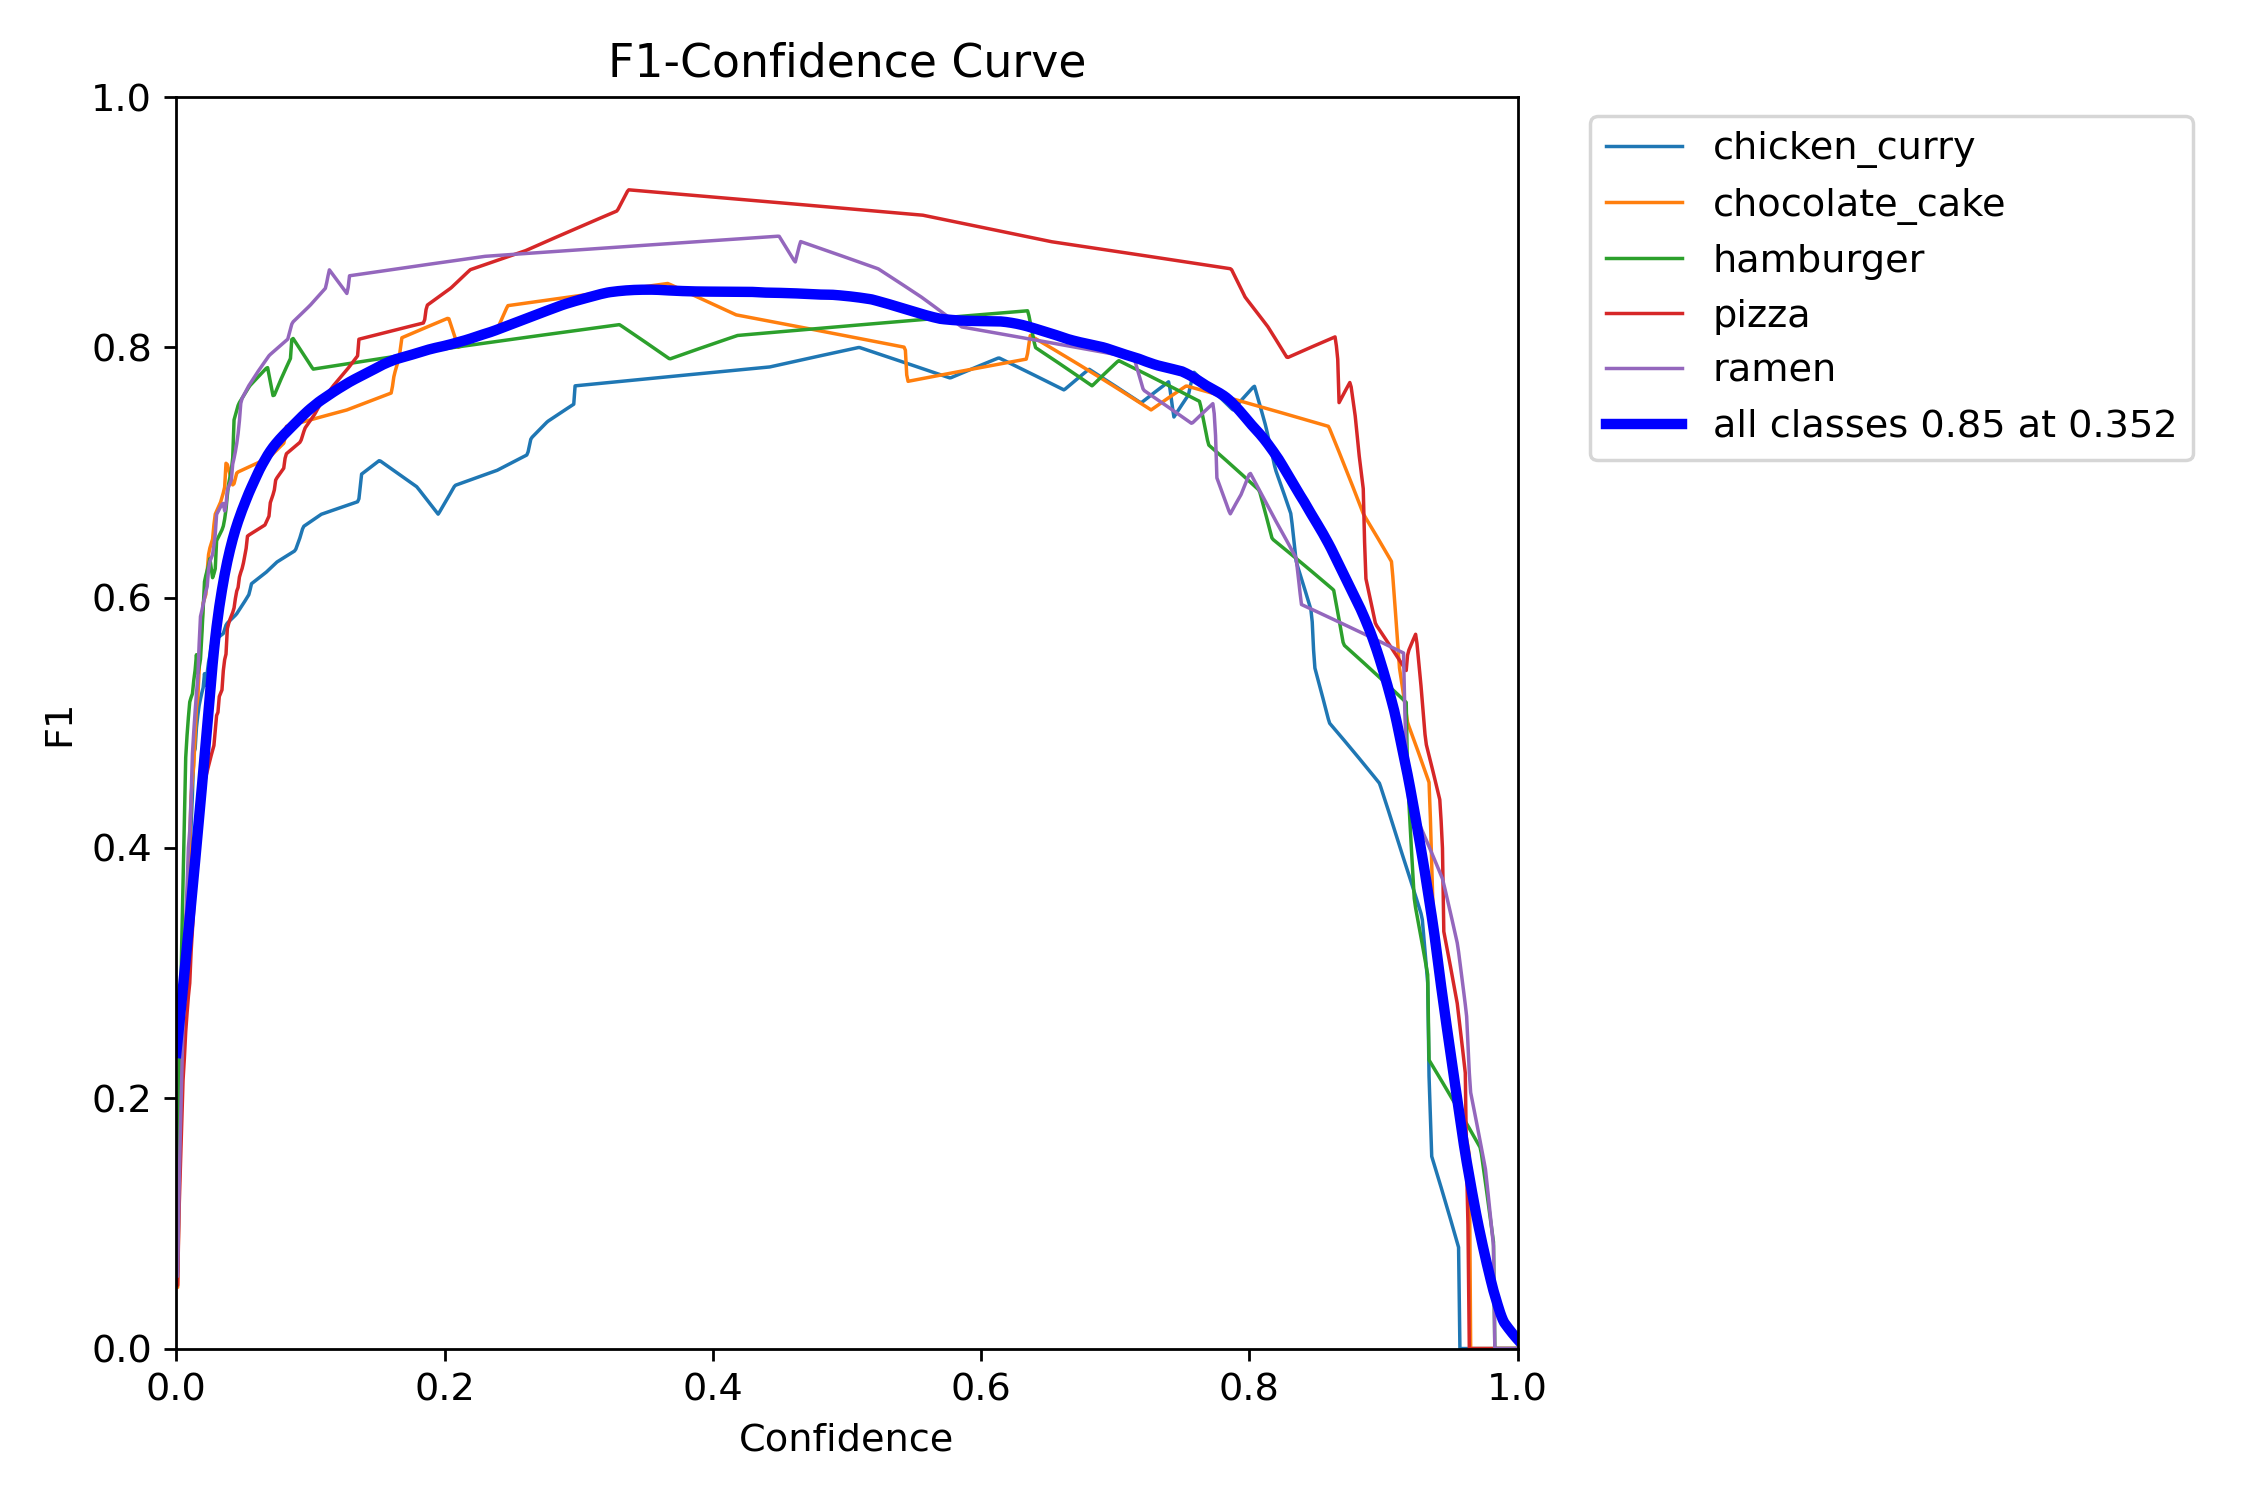 F1-Confidence Curve
1.0
0.8
0.6
0.4
0.2
0.0
F1
0.0 0.2 0.4 0.6 0.8 1.0
Confidence
chicken_curry
chocolate_cake
hamburger
pizza
ramen
all classes 0.85 at 0.352